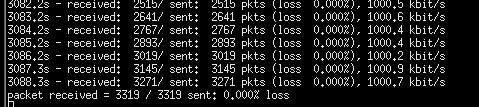 3082.2s - received:  2515/ sent:  2515 pkts (loss  0.000%), 1000.5 kbit/s
3083.2s - received:  2641/ sent:  2641 pkts (loss  0.000%), 1000.6 kbit/s
3084.2s - received:  2767/ sent:  2767 pkts (loss  0.000%), 1000.4 kbit/s
3085.2s - received:  2893/ sent:  2893 pkts (loss  0.000%), 1000.4 kbit/s
3086.2s - received:  3019/ sent:  3019 pkts (loss  0.000%), 1000.2 kbit/s
3087.3s - received:  3145/ sent:  3145 pkts (loss  0.000%), 1000.9 kbit/s
3088.3s - received:  3271/ sent:  3271 pkts (loss  0.000%), 1000.7 kbit/s
packet received = 3319 / 3319 sent: 0.000% loss